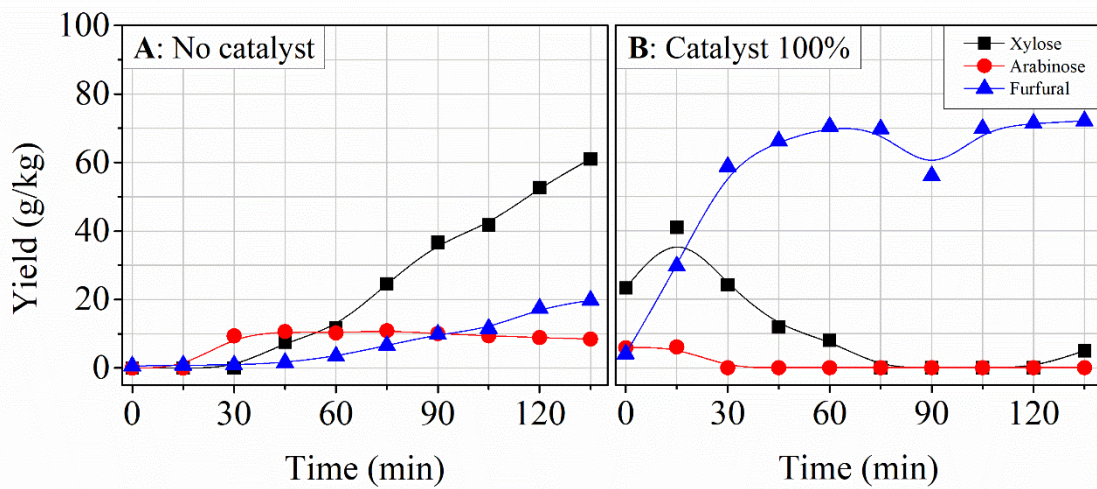 A: No catalyst
B: Catalyst 100%
Xylose
Arabinose
Furfural
Yield (g/kg)
100
80
60
40
20
0
0 30 60 90 120
0 30 60 90 120
Time (min)
Time (min)